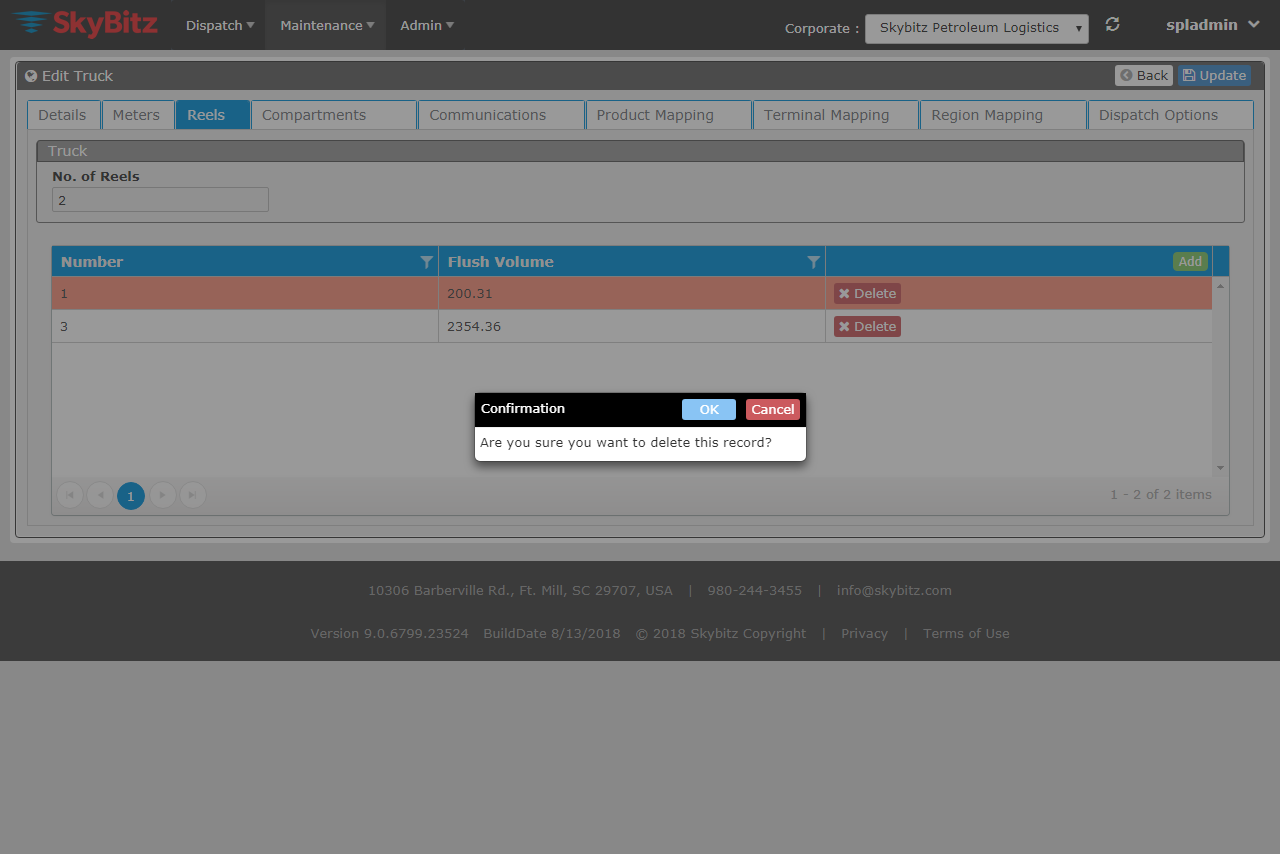 SkyBitz Dispatch Maintenance Admin Corporate : Skybitz Petroleum Logistics spladmin
Edit Truck Back Update
Details Meters Reels Compartments Communications Product Mapping Terminal Mapping Region Mapping Dispatch Options
Truck
No. of Reels
2
Number Flush Volume Add
1 200.31 Delete
3 2354.36 Delete
Confirmation OK Cancel
Are you sure you want to delete this record?
1 1 - 2 of 2 items
10306 Barberville Rd., Ft. Mill, SC 29707, USA | 980-244-3455 | info@skybitz.com
Version 9.0.6799.23524 BuildDate 8/13/2018 © 2018 Skybitz Copyright | Privacy | Terms of Use